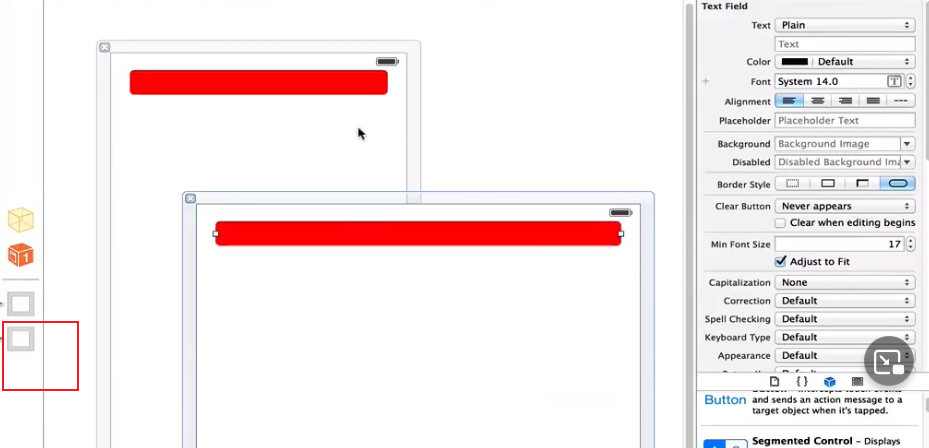 Text Field
Text Plain
Text
Color Default
Font System 14.0 T
Alignment
Placeholder Placeholder Text
Background Background Image
Disabled Disabled Background Ima
Border Style
Clear Button Never appears
Clear when editing begins
Min Font Size 17
Adjust to Fit
Capitalization None
Correction Default
Spell Checking Default
Keyboard Type Default
Appearance Default
{ }
Button
and sends an action message to a
target object when it's tapped.
Segmented Control – Displays
1